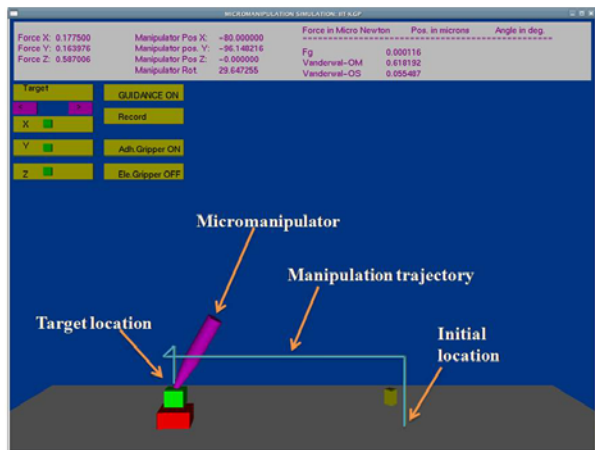 MICROMANIPULATION SIMULATION: IIT K.GP
Force X: 0.177500
Force Y: 0.163976
Force Z: 0.587006
Manipulator Pos X: -80.000000
Manipulator pos. Y: -96.148216
Manipulator Pos Z: -0.000000
Manipulator Rot. 29.647255
Force in Micro Newton Pos. in microns Angle in deg.
Fg 0.000116
Vanderwal-OM 0.618192
Vanderwal-OS 0.055487
Target
< >
X
Y
Z
GUIDANCE ON
Record
Adh.Gripper ON
Ele.Gripper OFF
Micromanipulator
Manipulation trajectory
Target location
Initial
location